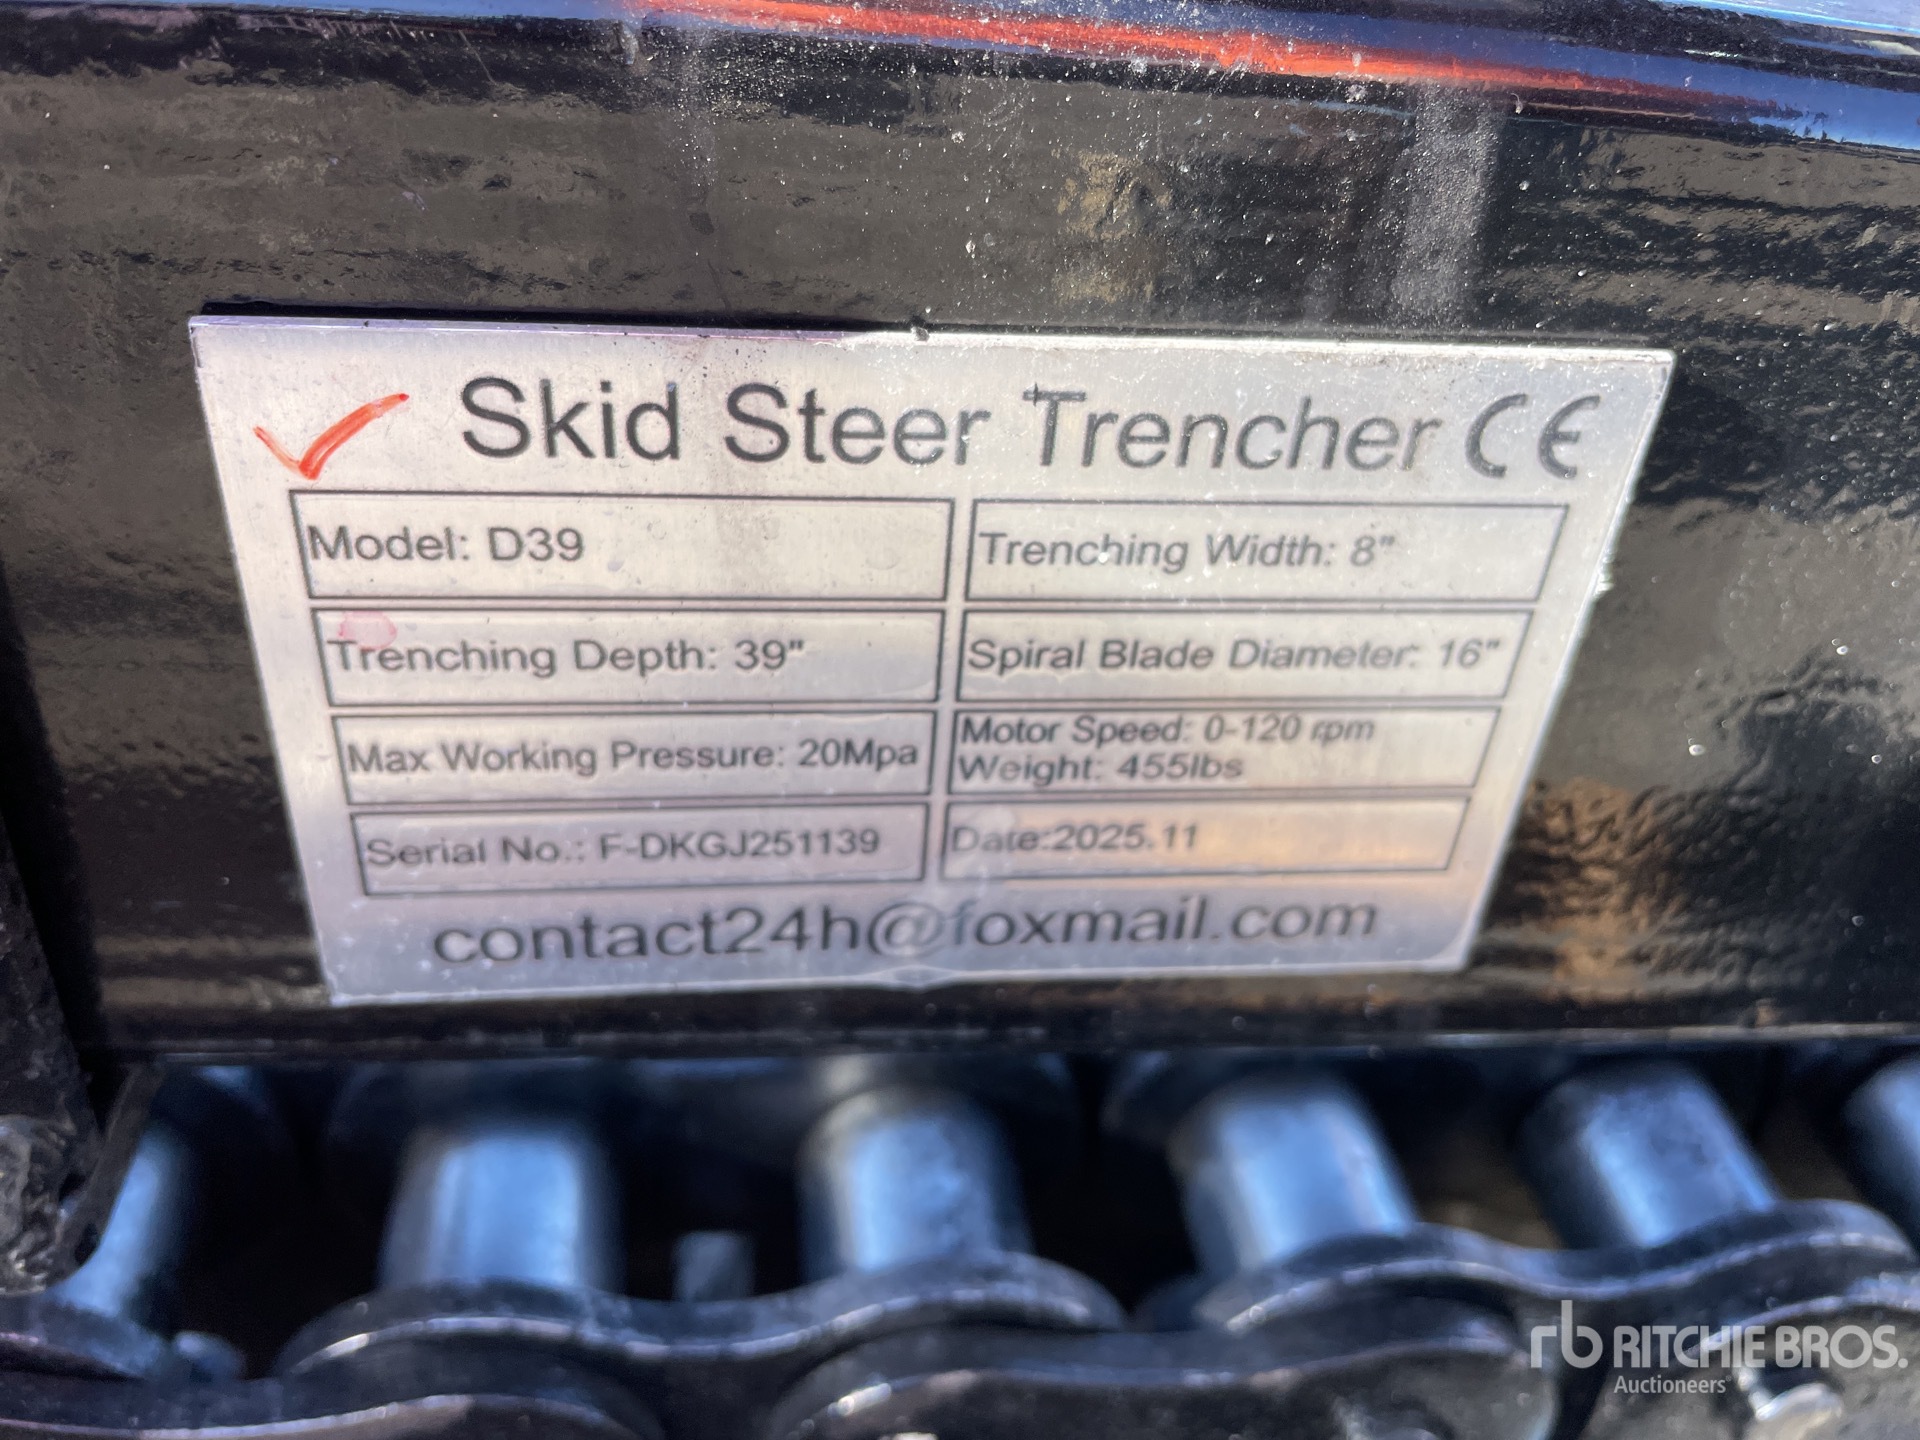 Skid Steer Trencher CE
Model: D39
Trenching Width: 8"
Trenching Depth: 39"
Spiral Blade Diameter: 16"
Max Working Pressure: 20Mpa
Motor Speed: 0-120 rpm
Weight: 455lbs
Serial No.: F-DKGJ251139
Date:2025.11
contact24h@foxmail.com
rb RITCHIE BROS.
Auctioneers